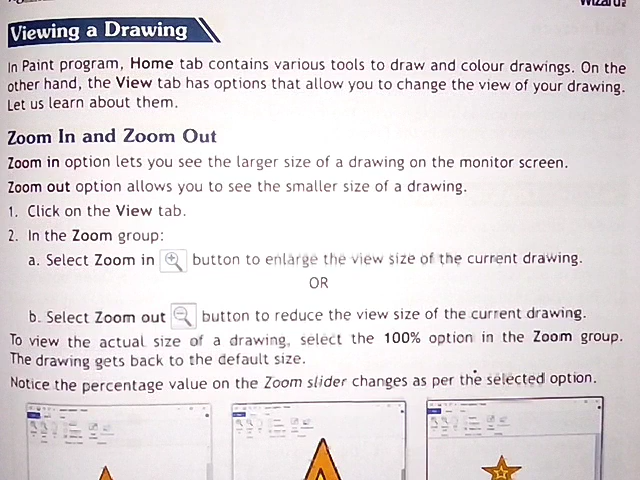 Viewing a Drawing
In Paint program, Home tab contains various tools to draw and colour drawings. On the
other hand, the View tab has options that allow you to change the view of your drawing.
Let us learn about them.
Zoom In and Zoom Out
Zoom in option lets you see the larger size of a drawing on the monitor screen.
Zoom out option allows you to see the smaller size of a drawing.
1. Click on the View tab.
2. In the Zoom group:
a. Select Zoom in button to enlarge the view size of the current drawing.
OR
b. Select Zoom out button to reduce the view size of the current drawing.
To view the actual size of a drawing, select the 100% option in the Zoom group.
The drawing gets back to the default size.
Notice the percentage value on the Zoom slider changes as per the selected option.